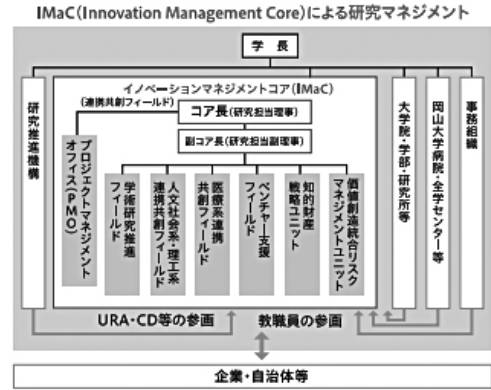 IMaC(Innovation Management Core)による研究マネジメント
学長
イノベーションマネジメントコア(IMaC)
(連携共創フィールド)
コア長(研究担当理事)
副コア長(研究担当副理事)
研究推進機構
プロジェクトマネジメント
オフィス(PMO)
学術研究推進
フィールド
人文社会系・理工系
連携共創フィールド
医療系連携
共創フィールド
ベンチャー支援
フィールド
知的財産
戦略ユニット
価値創造統合リスク
マネジメントユニット
大学院・学部・研究所等
岡山大学病院・全学センター等
事務組織
URA・CD等の参画
教職員の参画
企業・自治体等